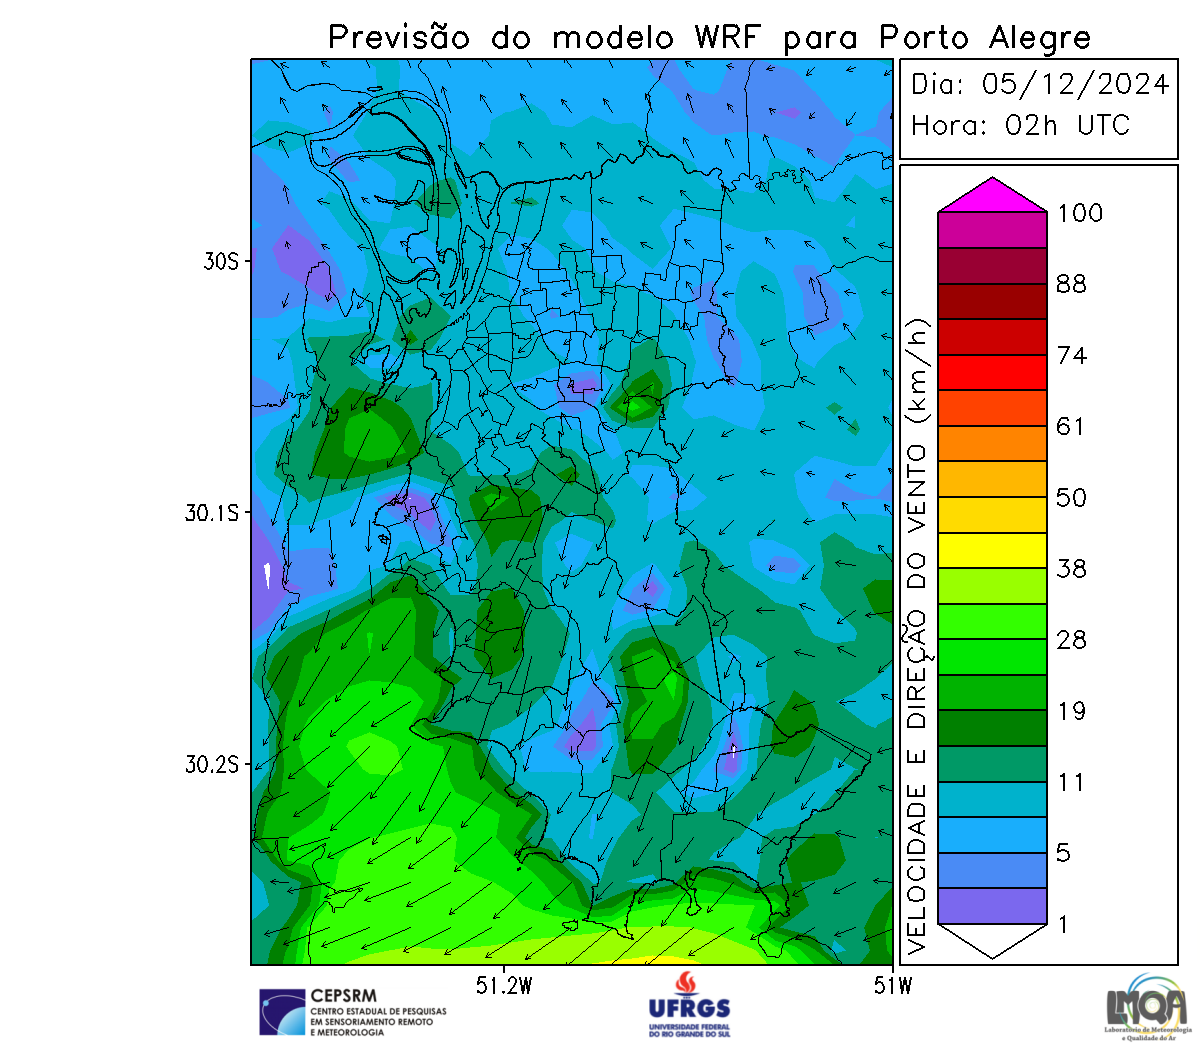 Previsão do modelo WRF para Porto Alegre
Dia: 05/12/2024
Hora: 02h UTC
30S
30.1S
30.2S
51.2W
51W
VELOCIDADE E DIREÇÃO DO VENTO (km/h)
100
88
74
61
50
38
28
19
11
5
1
CEPSRM
CENTRO ESTADUAL DE PESQUISAS
EM SENSORIAMENTO REMOTO
E METEOROLOGIA
UFRGS
UNIVERSIDADE FEDERAL
DO RIO GRANDE DO SUL
LMQA
Laboratório de Meteorologia
e Qualidade do Ar